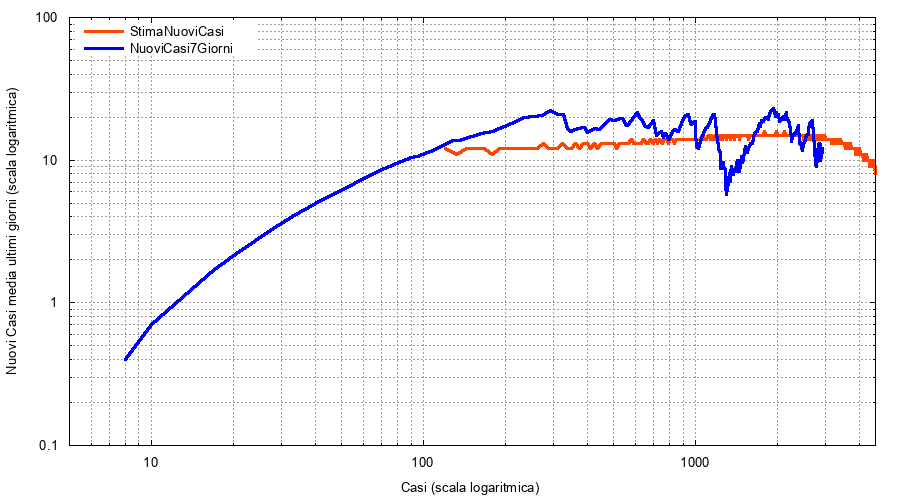 100
StimaNuoviCasi
NuoviCasi7Giorni
10
1
0.1
Nuovi Casi media ultimi giorni (scala logaritmica)
10
100
1000
Casi (scala logaritmica)